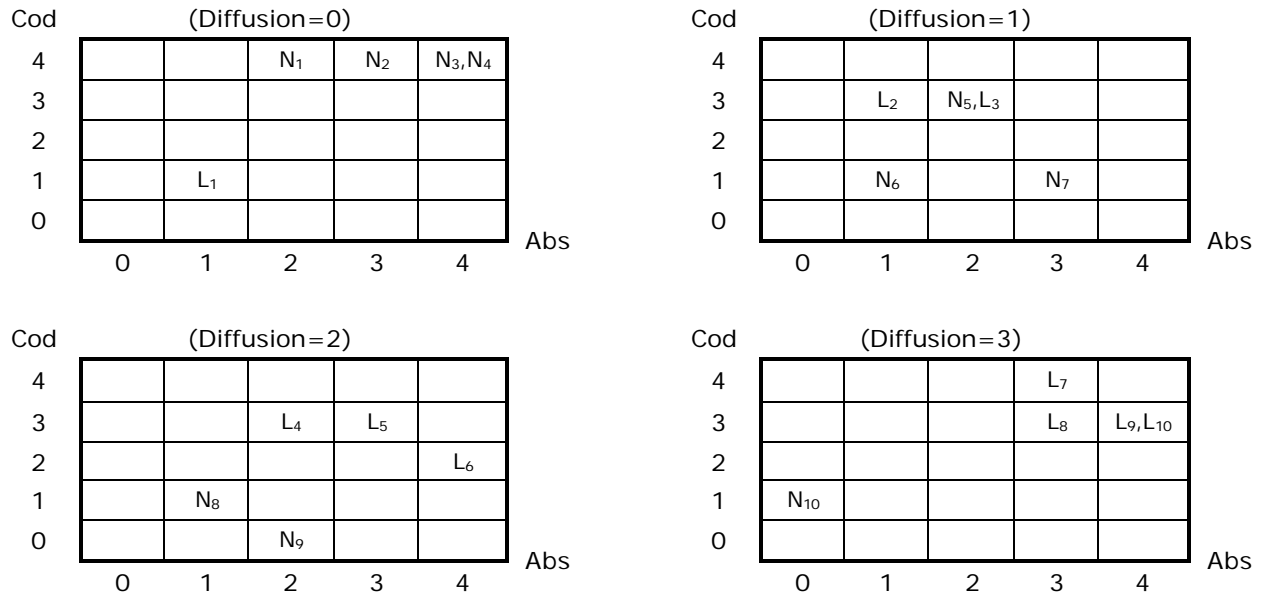 Cod (Diffusion=0)
4 N₁ N₂ N₃,N₄
3
2
1 L₁
0
Abs
0 1 2 3 4
Cod (Diffusion=1)
4
3 L₂ N₅,L₃
2
1 N₆ N₇
0
Abs
0 1 2 3 4
Cod (Diffusion=2)
4
3 L₄ L₅
2 L₆
1 N₈
0 N₉
Abs
0 1 2 3 4
Cod (Diffusion=3)
4 L₇
3 L₈ L₉,L₁₀
2
1 N₁₀
0
Abs
0 1 2 3 4